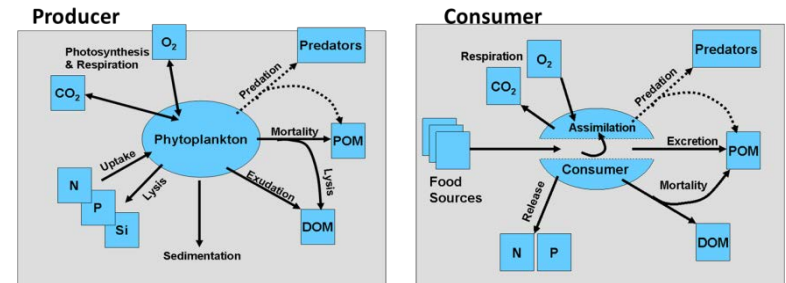 Producer
Photosynthesis
& Respiration
O₂
CO₂
Predators
Predation
Phytoplankton
Mortality
POM
Uptake
Lysis
Exudation
Lysis
N
P
Si
DOM
Sedimentation
Consumer
Respiration
O₂
CO₂
Predators
Predation
Assimilation
Excretion
POM
Food
Sources
Consumer
Mortality
Release
N
P
DOM